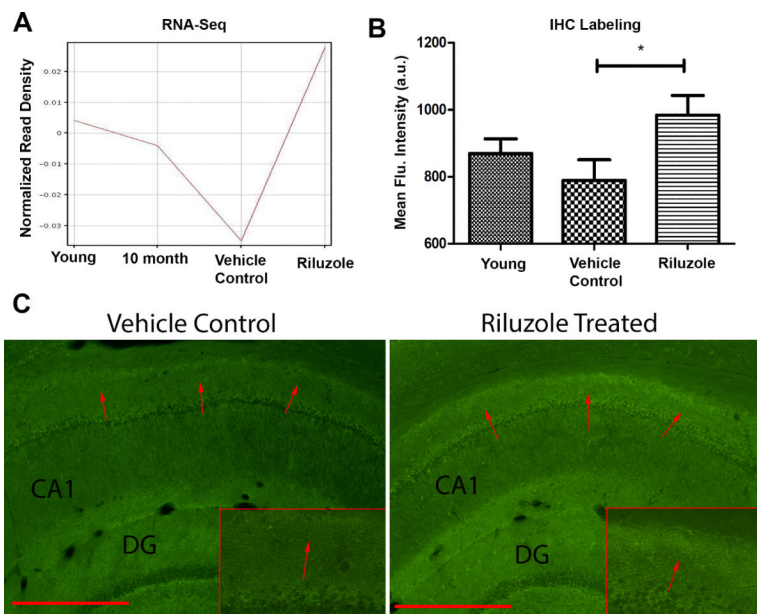 A
RNA-Seq
Normalized Read Density
0.02
0.01
0
-0.01
-0.02
-0.03
Young
10 month
Vehicle
Control
Riluzole
B
IHC Labeling
Mean Flu. Intensity (a.u.)
1200
1000
800
600
*
Young
Vehicle
Control
Riluzole
C
Vehicle Control
Riluzole Treated
CA1
DG
CA1
DG